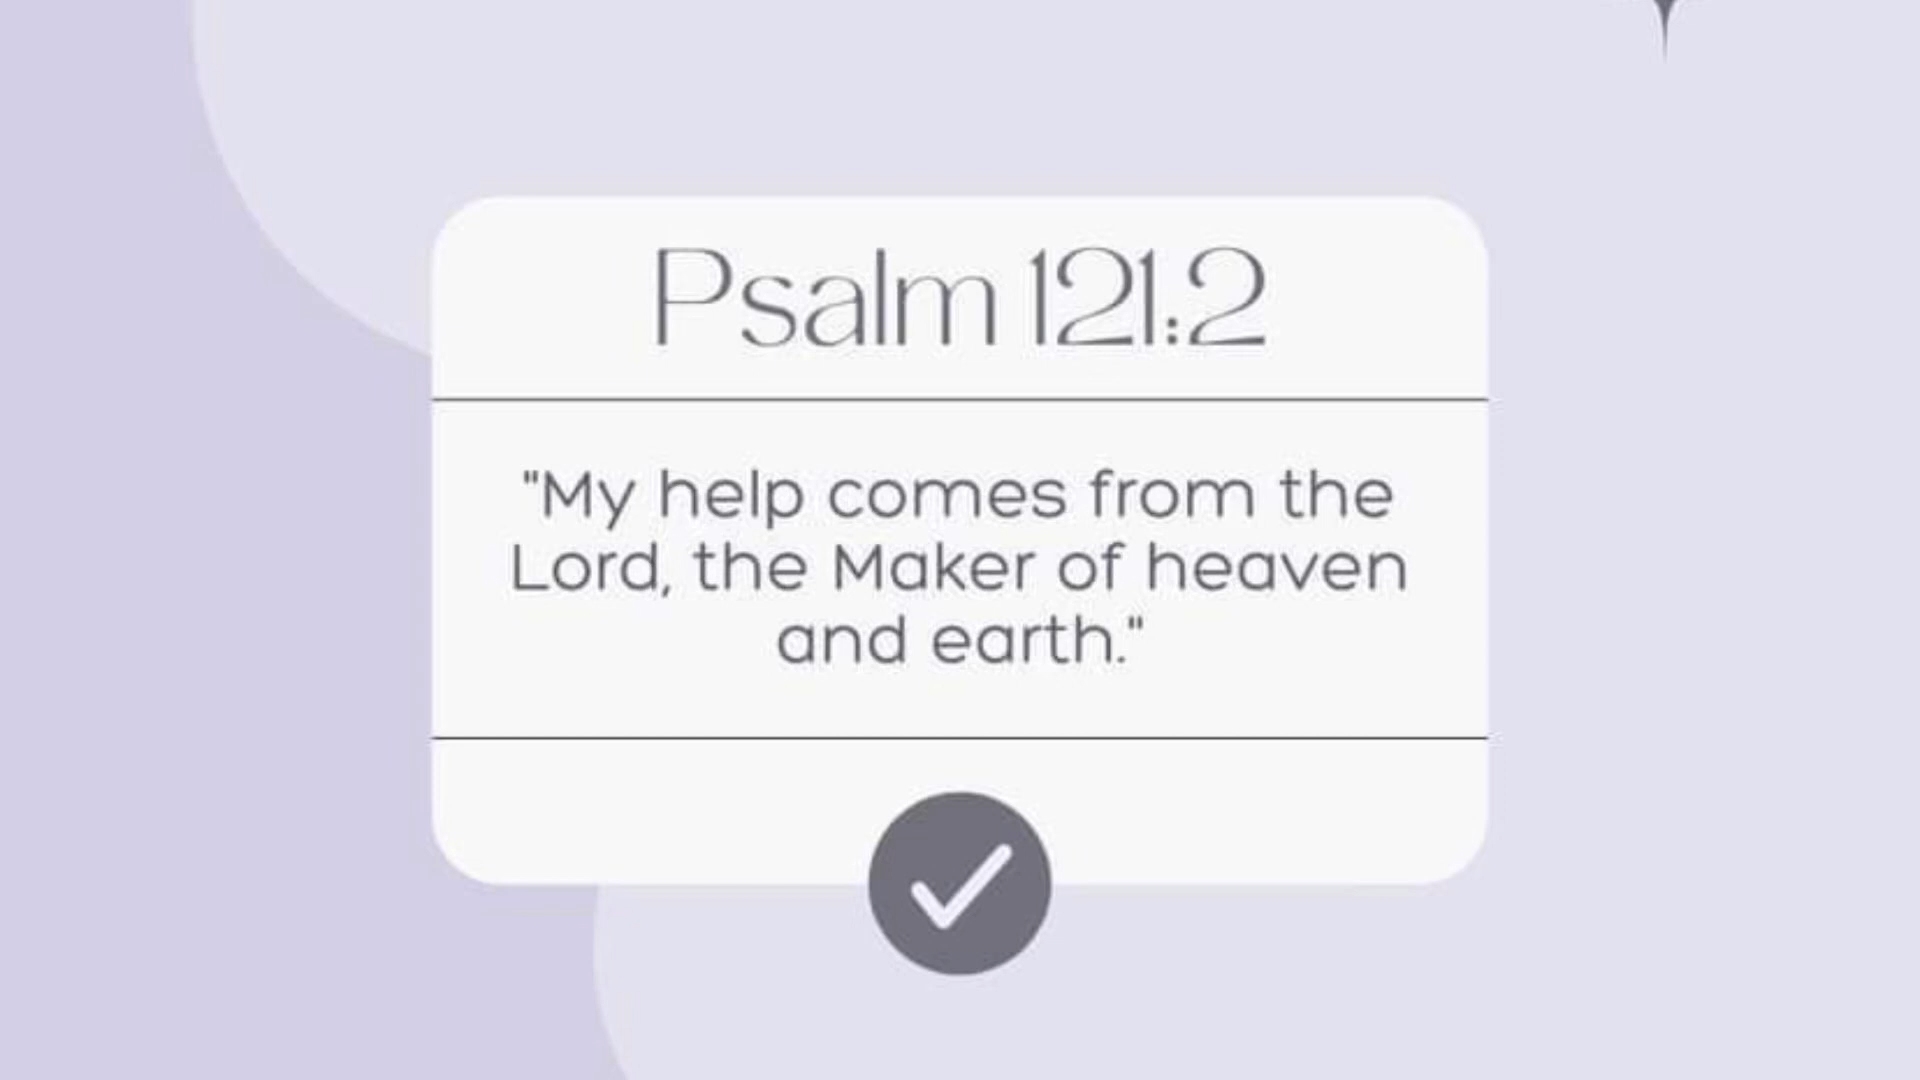 Psalm 121:2
"My help comes from the
Lord, the Maker of heaven
and earth."